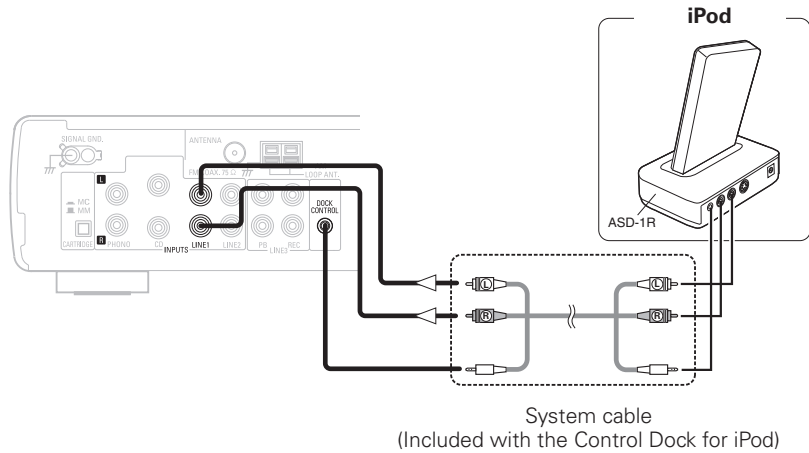 iPod
SIGNAL GND.
ANTENNA
FM COAX. 75 Ω
LOOP ANT.
L
MC
MM
DOCK
CONTROL
R
CARTRIDGE
PHONO
CD
INPUTS
LINE1
LINE2
PB
REC
LINE3
ASD-1R
L
L
R
R
System cable
(Included with the Control Dock for iPod)